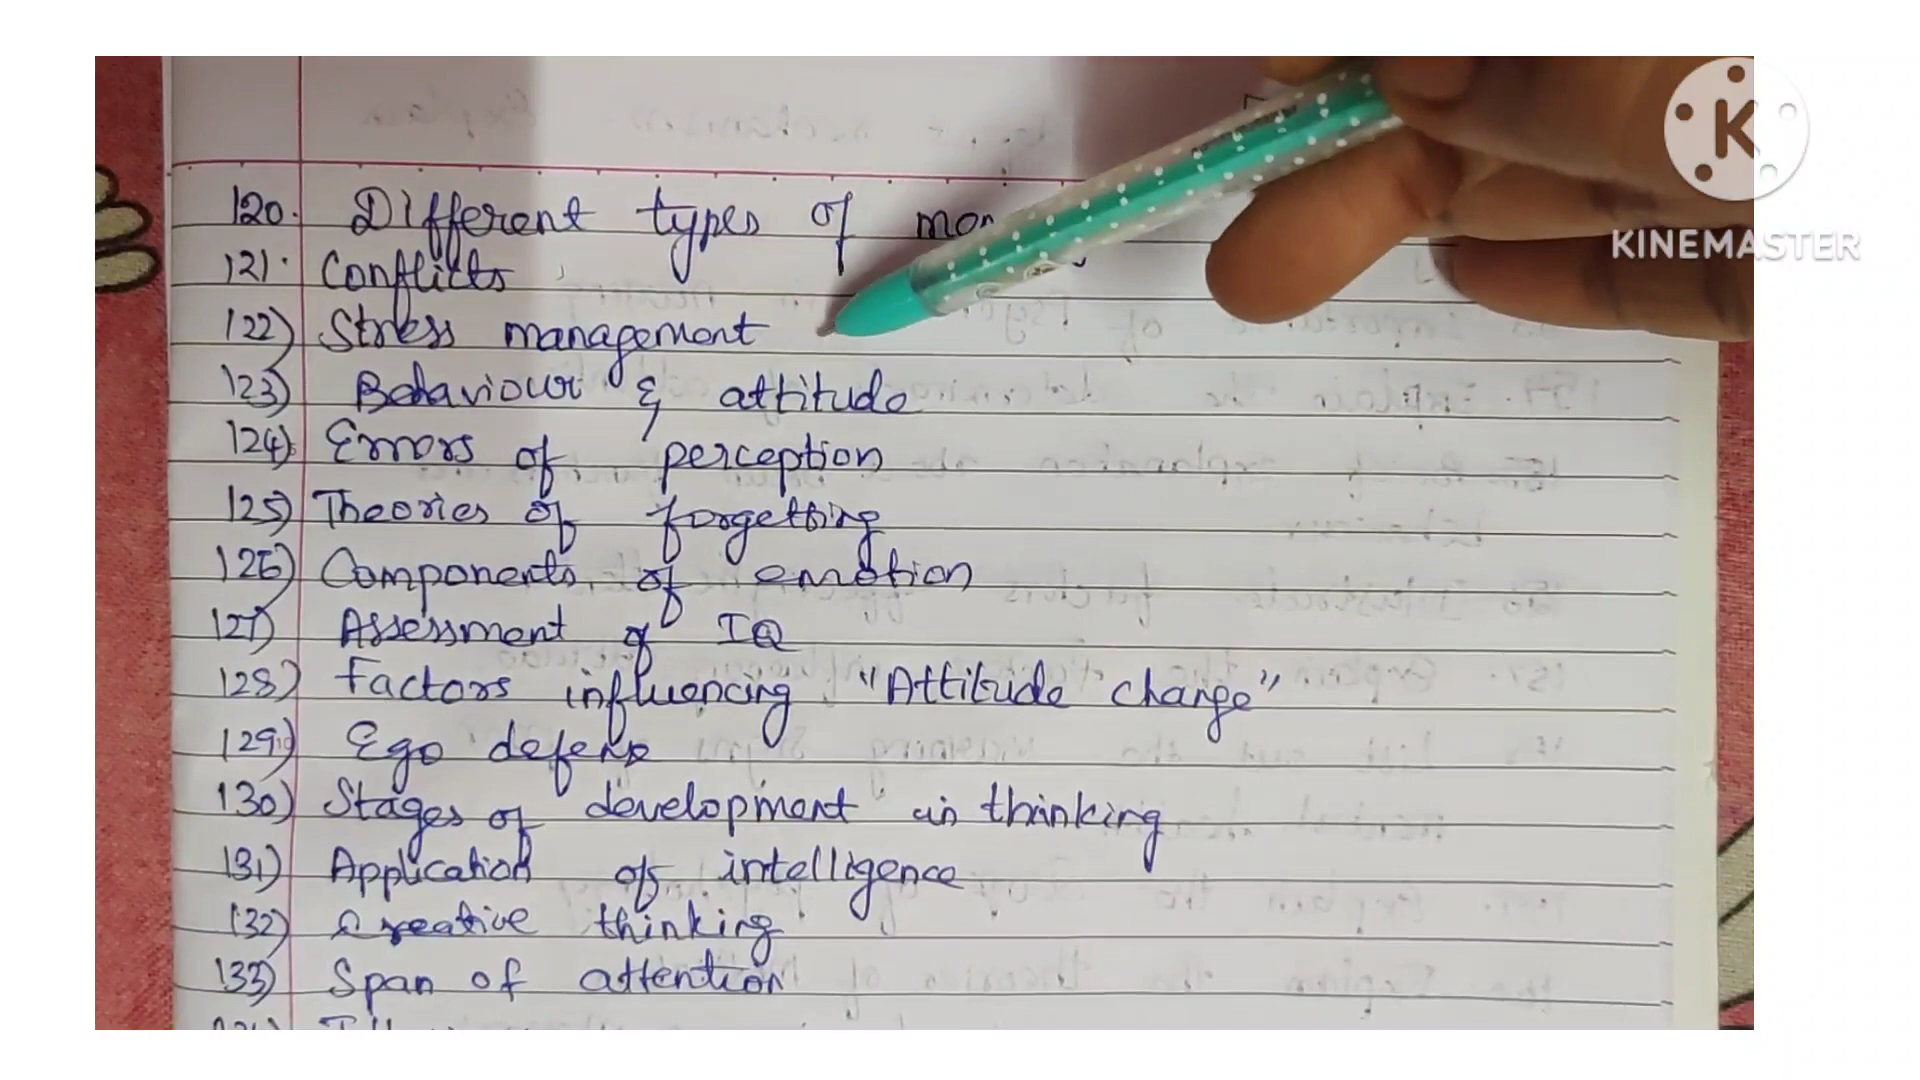 120. Different types of
121. Conflicts
122) Stress management
123) Behaviour & attitude
124) Errors of perception
125) Theories of forgetting
126) Components of emotion
127) Assessment of IQ
128) Factors influencing "Attitude change"
129) Ego defense
130) Stages of development in thinking
131) Application of intelligence
132) Creative thinking
133) Span of attention
K
KINEMASTER